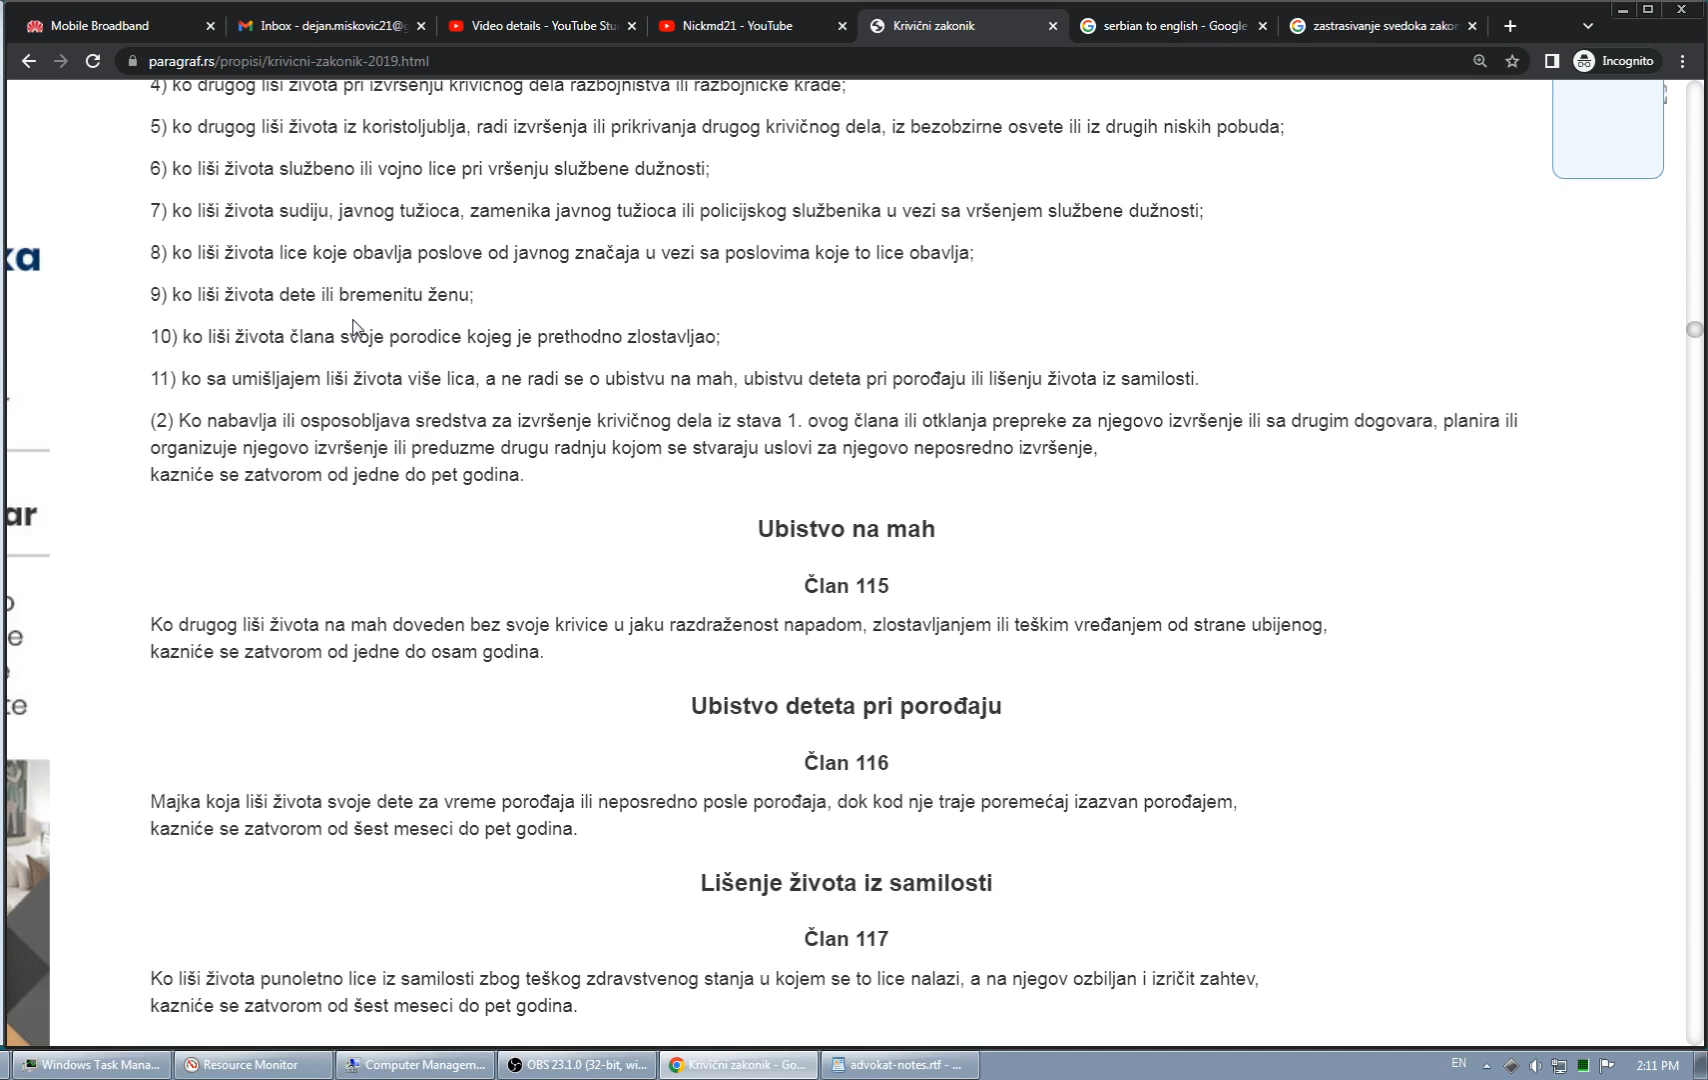 Mobile Broadband
Inbox - dejan.miskovic21@g
Video details - YouTube Stu
Nickmd21 - YouTube
Krivični zakonik
serbian to english - Google
zastrasivanje svedoka zakon
paragraf.rs/propisi/krivicni-zakonik-2019.html
Incognito
4) ko drugog liši života pri izvršenju krivičnog dela razbojništva ili razbojničke krađe;
5) ko drugog liši života iz koristoljublja, radi izvršenja ili prikrivanja drugog krivičnog dela, iz bezobzirne osvete ili iz drugih niskih pobuda;
6) ko liši života službeno ili vojno lice pri vršenju službene dužnosti;
7) ko liši života sudiju, javnog tužioca, zamenika javnog tužioca ili policijskog službenika u vezi sa vršenjem službene dužnosti;
8) ko liši života lice koje obavlja poslove od javnog značaja u vezi sa poslovima koje to lice obavlja;
9) ko liši života dete ili bremenitu ženu;
10) ko liši života člana svoje porodice kojeg je prethodno zlostavljao;
11) ko sa umišljajem liši života više lica, a ne radi se o ubistvu na mah, ubistvu deteta pri porođaju ili lišenju života iz samilosti.
(2) Ko nabavlja ili osposobljava sredstva za izvršenje krivičnog dela iz stava 1. ovog člana ili otklanja prepreke za njegovo izvršenje ili sa drugim dogovara, planira ili
organizuje njegovo izvršenje ili preduzme drugu radnju kojom se stvaraju uslovi za njegovo neposredno izvršenje,
kazniće se zatvorom od jedne do pet godina.
Ubistvo na mah
Član 115
Ko drugog liši života na mah doveden bez svoje krivice u jaku razdraženost napadom, zlostavljanjem ili teškim vređanjem od strane ubijenog,
kazniće se zatvorom od jedne do osam godina.
Ubistvo deteta pri porođaju
Član 116
Majka koja liši života svoje dete za vreme porođaja ili neposredno posle porođaja, dok kod nje traje poremećaj izazvan porođajem,
kazniće se zatvorom od šest meseci do pet godina.
Lišenje života iz samilosti
Član 117
Ko liši života punoletno lice iz samilosti zbog teškog zdravstvenog stanja u kojem se to lice nalazi, a na njegov ozbiljan i izričit zahtev,
kazniće se zatvorom od šest meseci do pet godina.
ka
ar
o
e
te
Windows Task Mana...
Resource Monitor
Computer Managem...
OBS 23.1.0 (32-bit, wi...
Krivični zakonik - Go...
advokat-notes.rtf - ...
EN
2:11 PM